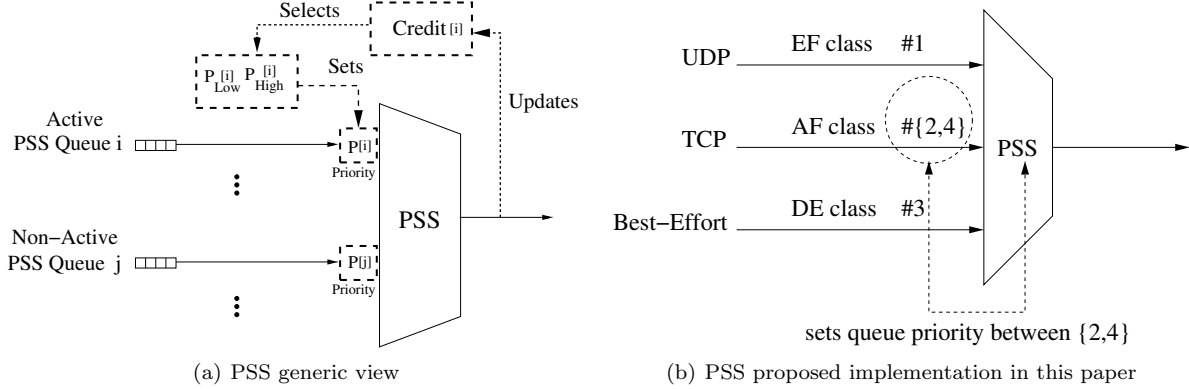 Selects
Credit[i]
P[i]Low P[i]High
Sets
Updates
Active
PSS Queue i
P[i]
Priority
PSS
Non−Active
PSS Queue j
P[j]
Priority
(a) PSS generic view
UDP EF class #1
TCP AF class #{2,4}
PSS
Best−Effort DE class #3
sets queue priority between {2,4}
(b) PSS proposed implementation in this paper